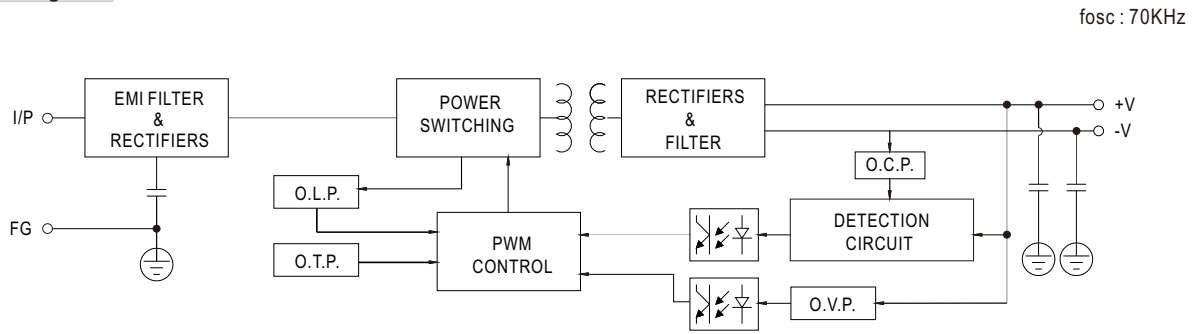 fosc : 70KHz
I/P
EMI FILTER
&
RECTIFIERS
POWER
SWITCHING
RECTIFIERS
&
FILTER
+V
-V
O.C.P.
O.L.P.
FG
DETECTION
CIRCUIT
PWM
CONTROL
O.T.P.
O.V.P.